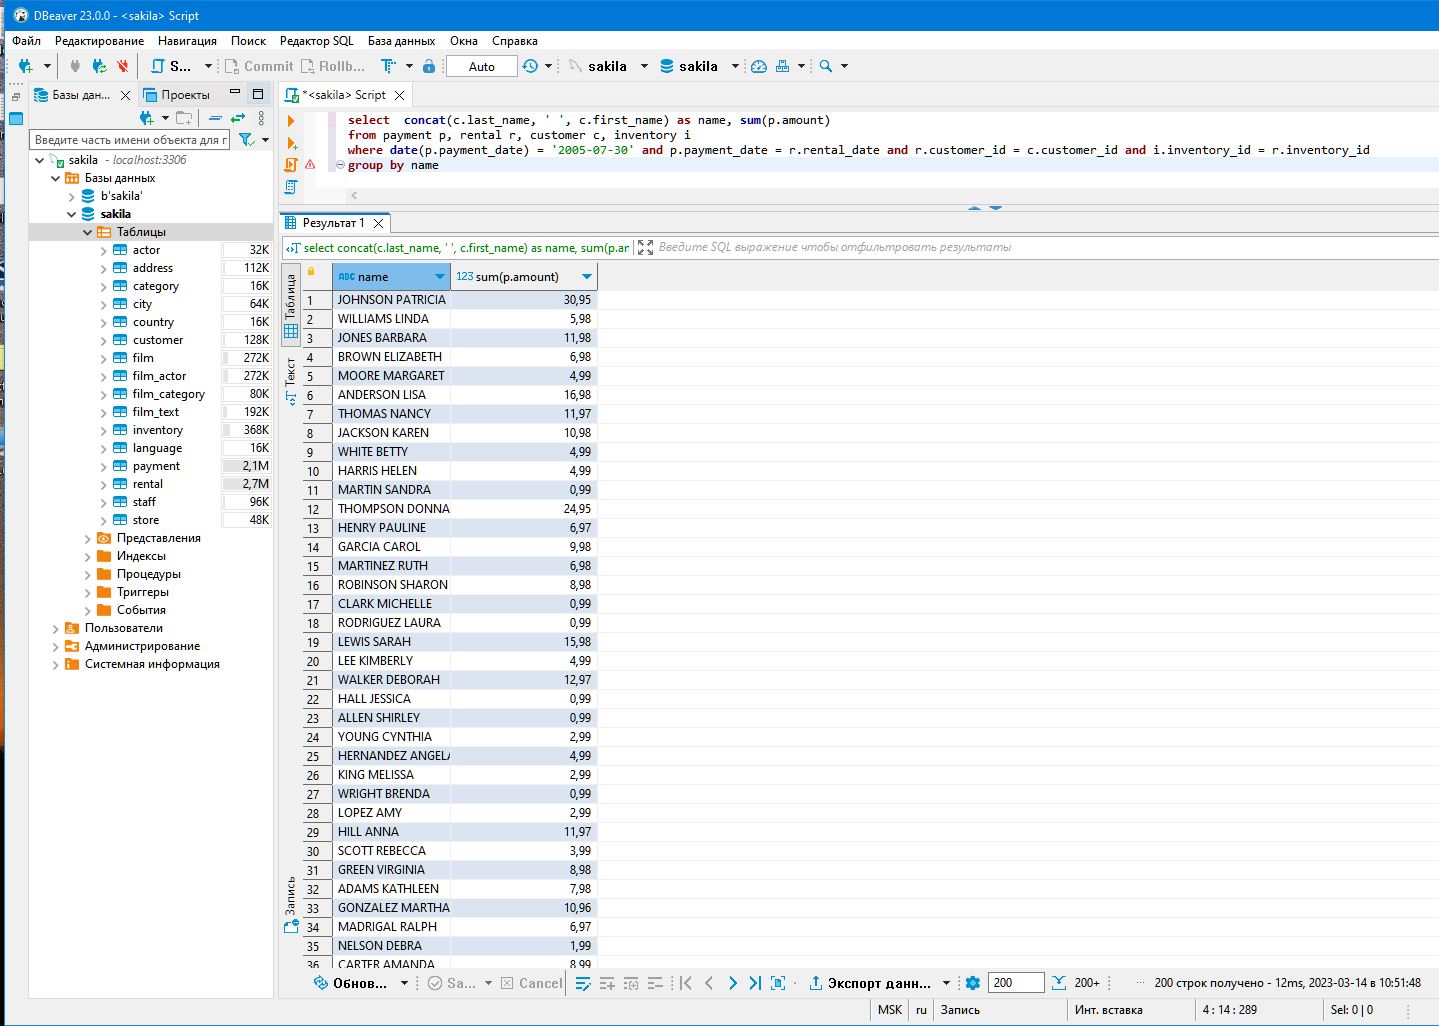 DBeaver 23.0.0 - <sakila> Script
Файл Редактирование Навигация Поиск Редактор SQL База данных Окна Справка
S... Commit Rollb... Auto sakila sakila
Базы дан... Проекты
*<sakila> Script
Введите часть имени объекта для г
sakila - localhost:3306
Базы данных
b'sakila'
sakila
Таблицы
actor 32K
address 112K
category 16K
city 64K
country 16K
customer 128K
film 272K
film_actor 272K
film_category 80K
film_text 192K
inventory 368K
language 16K
payment 2,1M
rental 2,7M
staff 96K
store 48K
Представления
Индексы
Процедуры
Триггеры
События
Пользователи
Администрирование
Системная информация
select concat(c.last_name, ' ', c.first_name) as name, sum(p.amount)
from payment p, rental r, customer c, inventory i
where date(p.payment_date) = '2005-07-30' and p.payment_date = r.rental_date and r.customer_id = c.customer_id and i.inventory_id = r.inventory_id
group by name
Результат 1
select concat(c.last_name, ' ', c.first_name) as name, sum(p.ar Введите SQL выражение чтобы отфильтровать результаты
Таблица
Текст
Запись
ABC name 123 sum(p.amount)
1 JOHNSON PATRICIA 30,95
2 WILLIAMS LINDA 5,98
3 JONES BARBARA 11,98
4 BROWN ELIZABETH 6,98
5 MOORE MARGARET 4,99
6 ANDERSON LISA 16,98
7 THOMAS NANCY 11,97
8 JACKSON KAREN 10,98
9 WHITE BETTY 4,99
10 HARRIS HELEN 4,99
11 MARTIN SANDRA 0,99
12 THOMPSON DONNA 24,95
13 HENRY PAULINE 6,97
14 GARCIA CAROL 9,98
15 MARTINEZ RUTH 6,98
16 ROBINSON SHARON 8,98
17 CLARK MICHELLE 0,99
18 RODRIGUEZ LAURA 0,99
19 LEWIS SARAH 15,98
20 LEE KIMBERLY 4,99
21 WALKER DEBORAH 12,97
22 HALL JESSICA 0,99
23 ALLEN SHIRLEY 0,99
24 YOUNG CYNTHIA 2,99
25 HERNANDEZ ANGELA 4,99
26 KING MELISSA 2,99
27 WRIGHT BRENDA 0,99
28 LOPEZ AMY 2,99
29 HILL ANNA 11,97
30 SCOTT REBECCA 3,99
31 GREEN VIRGINIA 8,98
32 ADAMS KATHLEEN 7,98
33 GONZALEZ MARTHA 10,96
34 MADRIGAL RALPH 6,97
35 NELSON DEBRA 1,99
36 CARTER AMANDA 8,99
Обнов... Sa... Cancel Экспорт данн... 200 200+ ... 200 строк получено - 12ms, 2023-03-14 в 10:51:48
MSK ru Запись Инт. вставка 4 : 14 : 289 Sel: 0 | 0